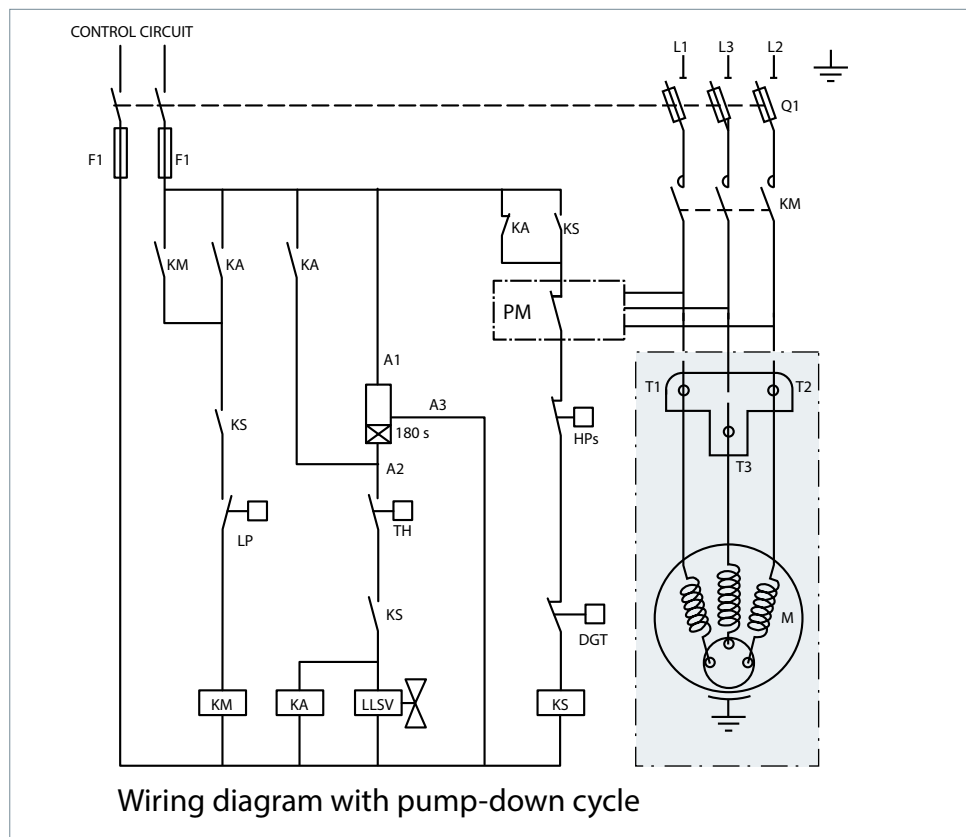 CONTROL CIRCUIT
L1 L3 L2
Q1
F1 F1
KM
KA KS
KM KA KA
PM
A1
T1 T2
A3
KS 180 s
HPs
A2 T3
LP TH
KS
DGT
M
KM KA LLSV KS
Wiring diagram with pump-down cycle